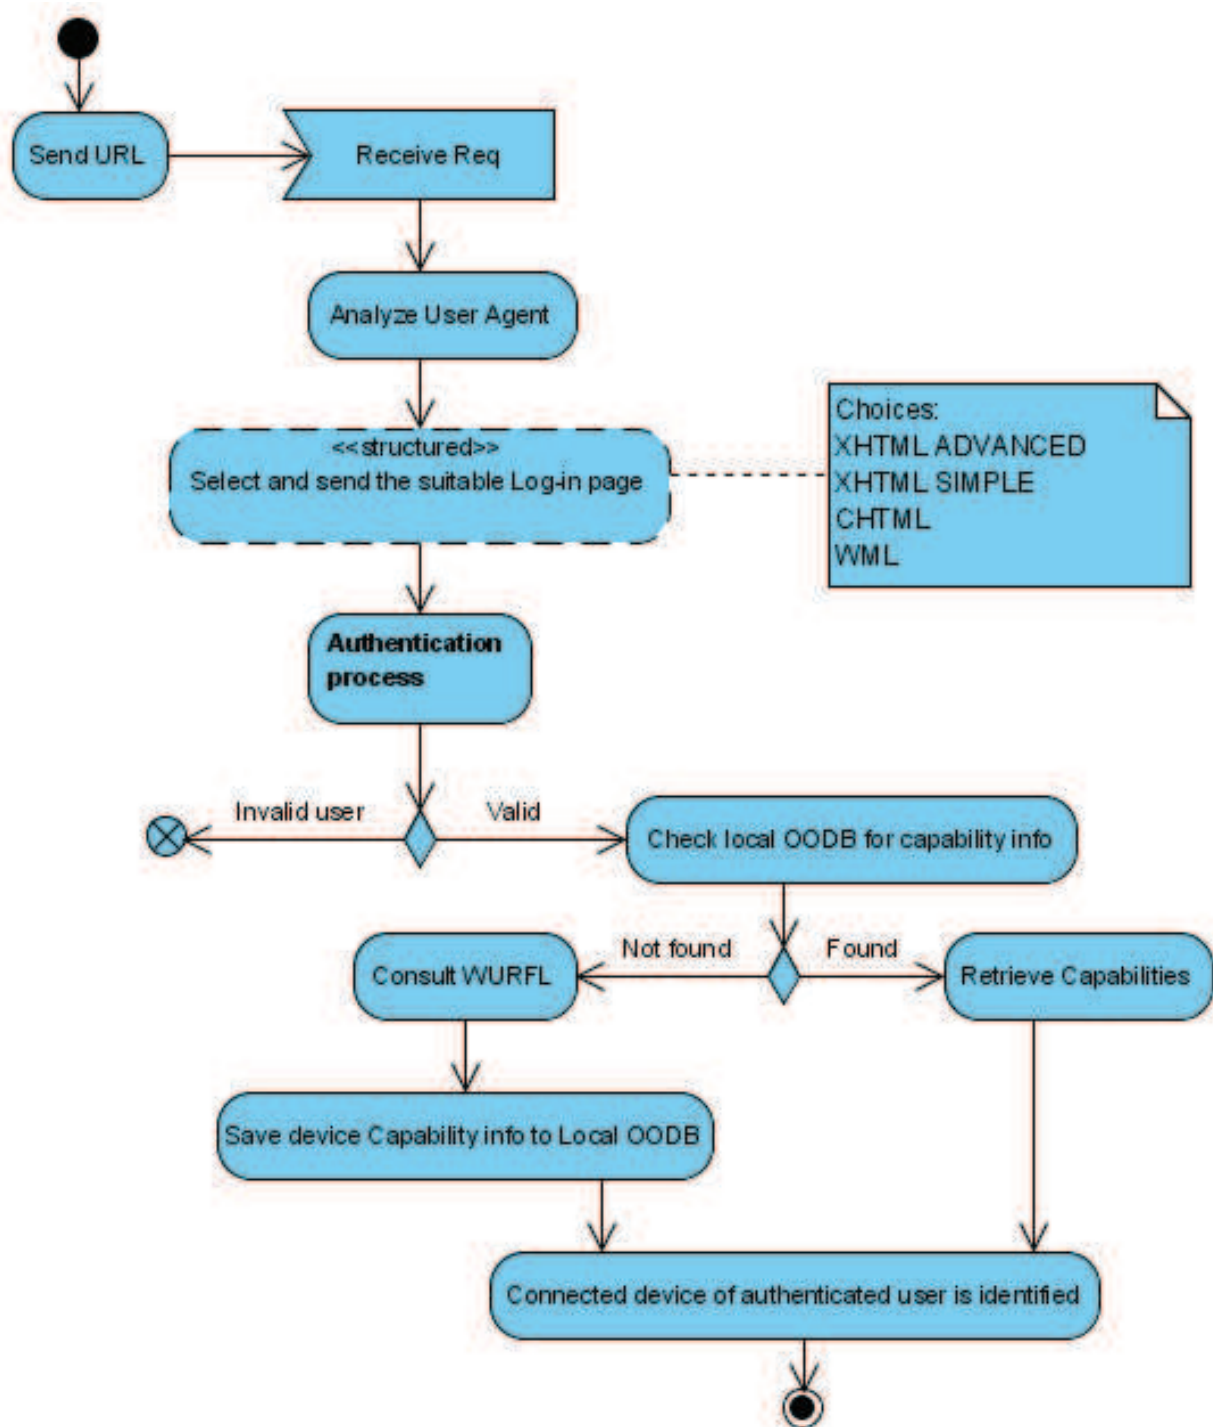 Send URL
Receive Req
Analyze User Agent
<<structured>>
Select and send the suitable Log-in page
Choices:
XHTML ADVANCED
XHTML SIMPLE
CHTML
WML
Authentication
process
Invalid user
Valid
Check local OODB for capability info
Not found
Found
Consult WURFL
Retrieve Capabilities
Save device Capability info to Local OODB
Connected device of authenticated user is identified